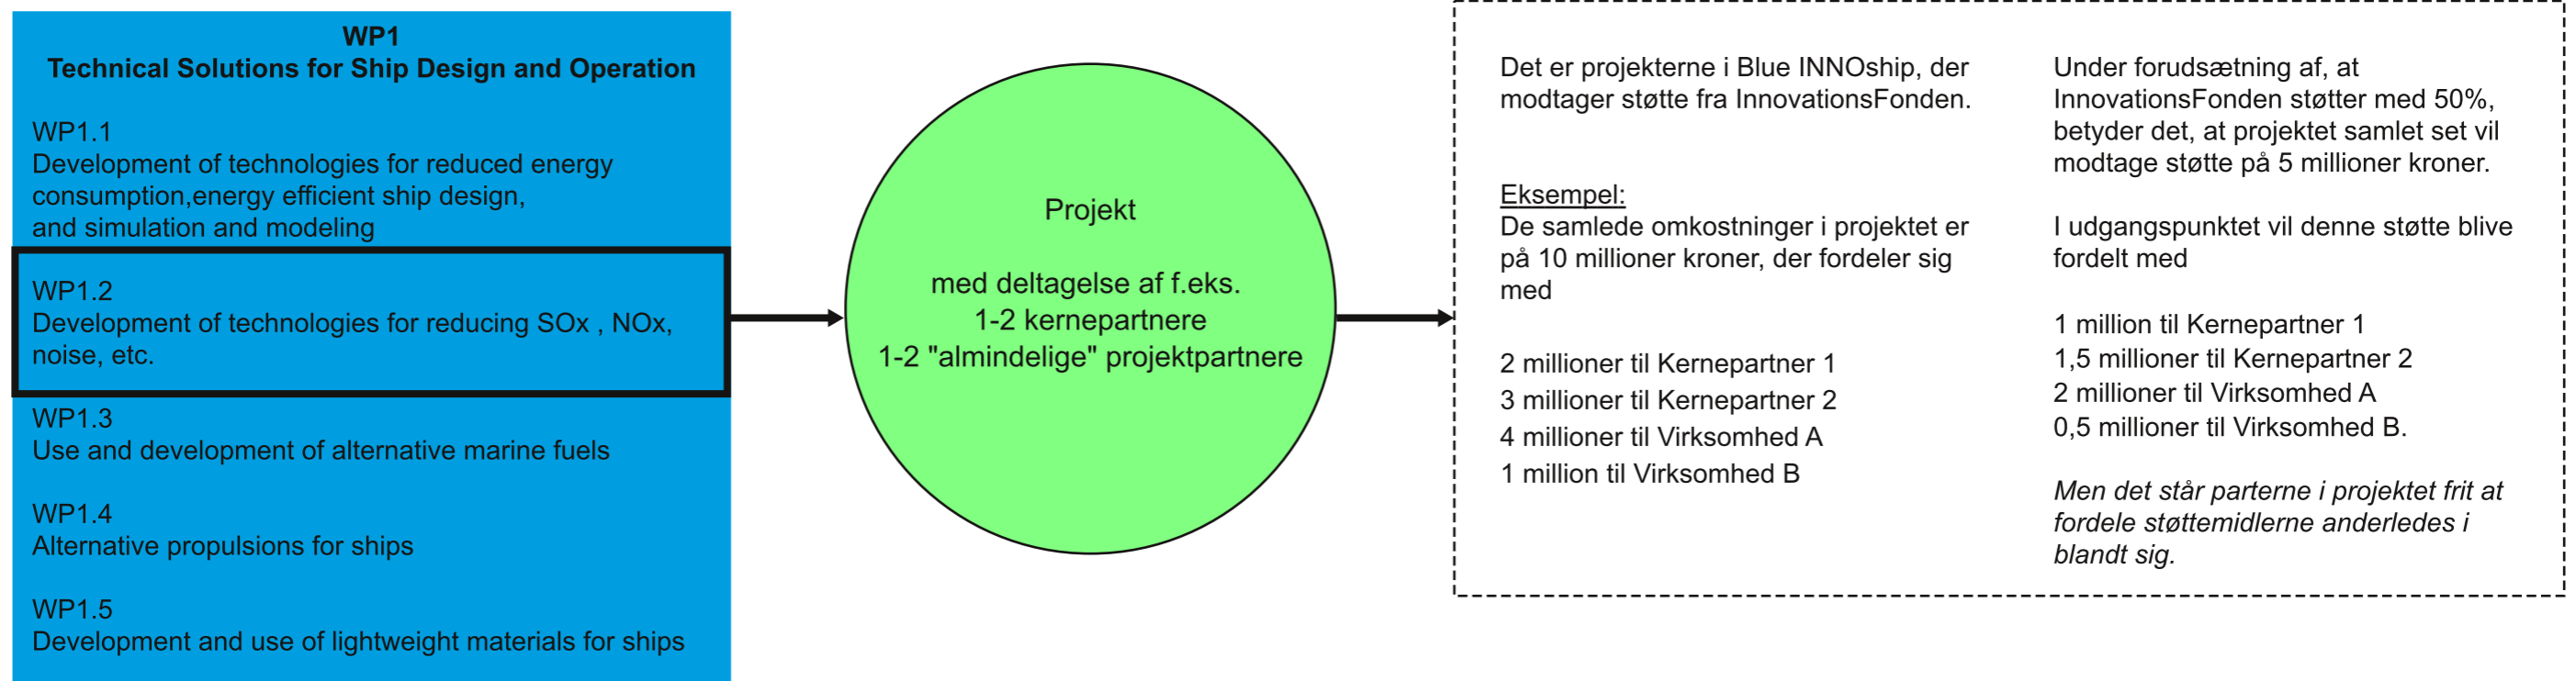 WP1
Technical Solutions for Ship Design and Operation
WP1.1
Development of technologies for reduced energy
consumption,energy efficient ship design,
and simulation and modeling
WP1.2
Development of technologies for reducing SOx , NOx,
noise, etc.
WP1.3
Use and development of alternative marine fuels
WP1.4
Alternative propulsions for ships
WP1.5
Development and use of lightweight materials for ships
Projekt
med deltagelse af f.eks.
1-2 kernepartnere
1-2 "almindelige" projektpartnere
Det er projekterne i Blue INNOship, der
modtager støtte fra InnovationsFonden.
Eksempel:
De samlede omkostninger i projektet er
på 10 millioner kroner, der fordeler sig
med
2 millioner til Kernepartner 1
3 millioner til Kernepartner 2
4 millioner til Virksomhed A
1 million til Virksomhed B
Under forudsætning af, at
InnovationsFonden støtter med 50%,
betyder det, at projektet samlet set vil
modtage støtte på 5 millioner kroner.
I udgangspunktet vil denne støtte blive
fordelt med
1 million til Kernepartner 1
1,5 millioner til Kernepartner 2
2 millioner til Virksomhed A
0,5 millioner til Virksomhed B.
Men det står parterne i projektet frit at
fordele støttemidlerne anderledes i
blandt sig.